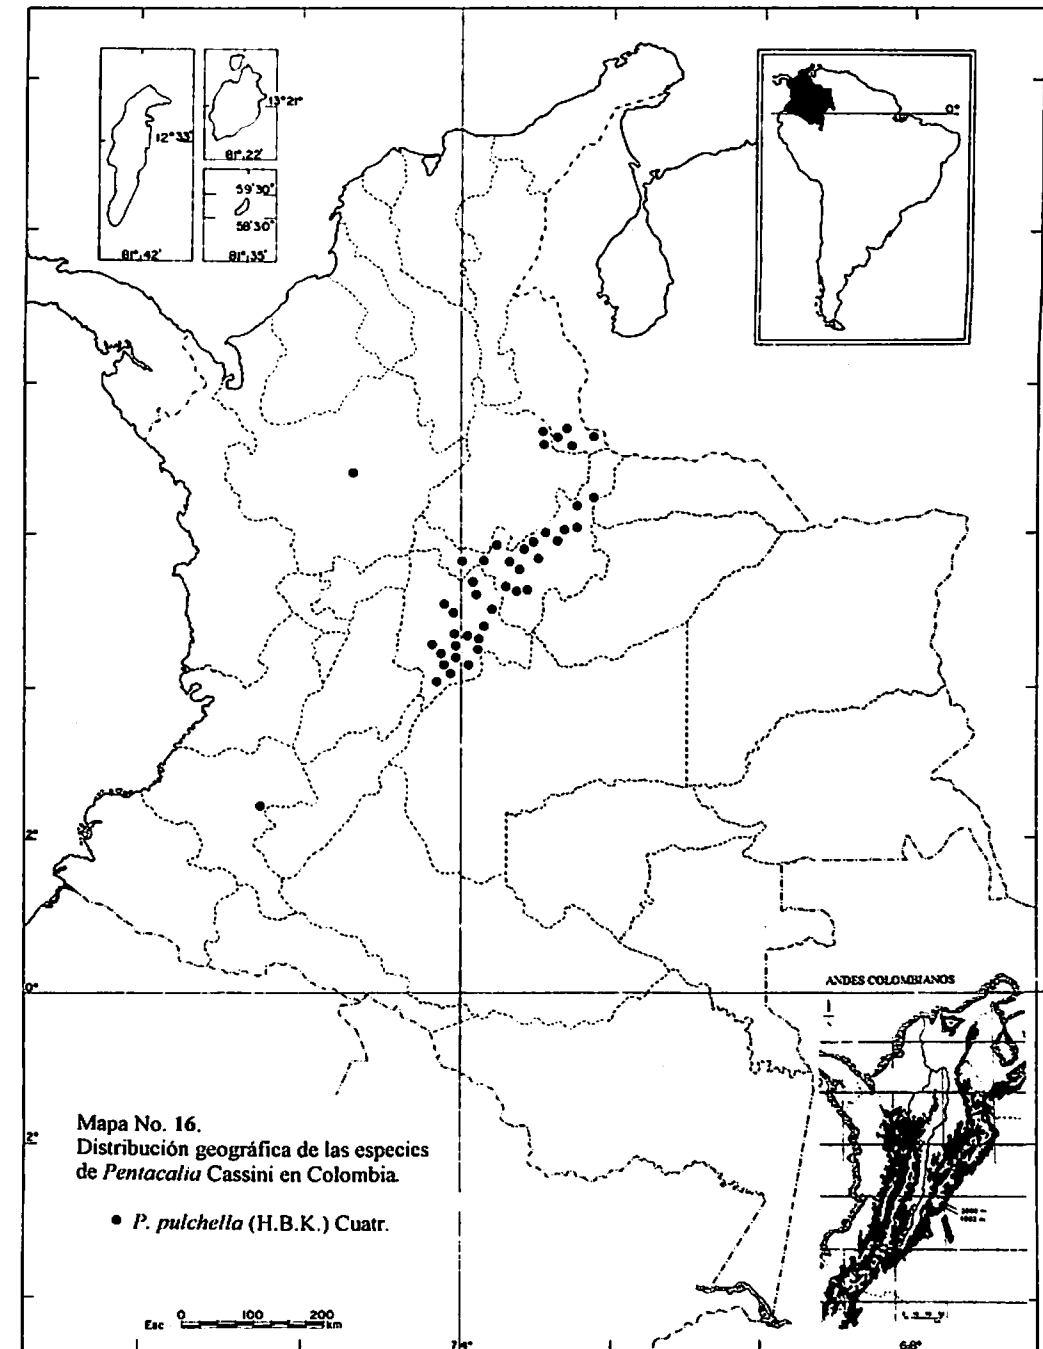 12°33'
81°42'
13°21'
81°22'
59'30"
58'30"
81°35'
0°
2°
0°
2°
ANDES COLOMBIANOS
Mapa No. 16.
Distribución geográfica de las especies
de Pentacalia Cassini en Colombia.
● P. pulchella (H.B.K.) Cuatr.
Esc 0 100 200
km
74°
68°